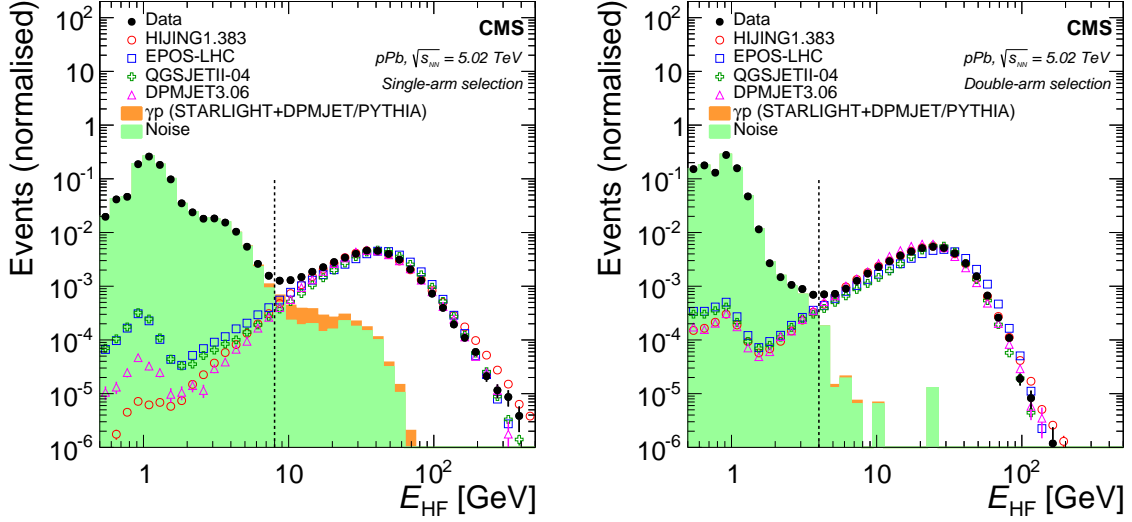 Data
HIJING1.383
EPOS-LHC
QGSJETII-04
DPMJET3.06
γp (STARLIGHT+DPMJET/PYTHIA)
Noise
CMS
pPb, √s_NN = 5.02 TeV
Single-arm selection
Events (normalised)
10²
10
1
10⁻¹
10⁻²
10⁻³
10⁻⁴
10⁻⁵
10⁻⁶
1 10 10²
E_HF [GeV]
Data
HIJING1.383
EPOS-LHC
QGSJETII-04
DPMJET3.06
γp (STARLIGHT+DPMJET/PYTHIA)
Noise
CMS
pPb, √s_NN = 5.02 TeV
Double-arm selection
Events (normalised)
10²
10
1
10⁻¹
10⁻²
10⁻³
10⁻⁴
10⁻⁵
10⁻⁶
1 10 10²
E_HF [GeV]